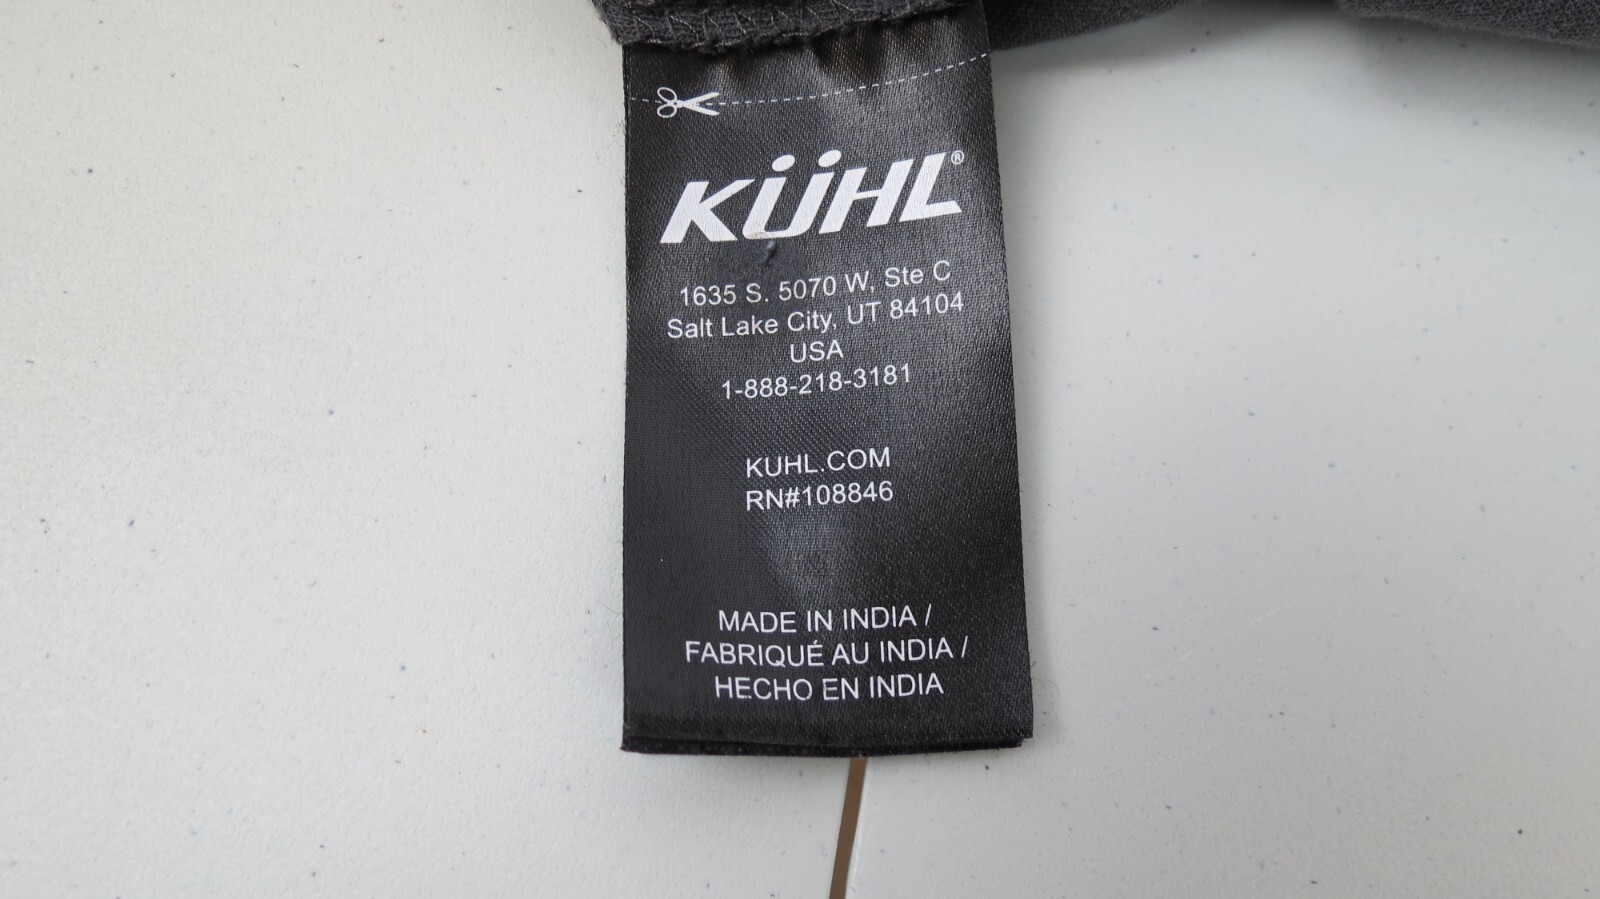 KÜHL®
1635 S. 5070 W, Ste C
Salt Lake City, UT 84104
USA
1-888-218-3181
KUHL.COM
RN#108846
MADE IN INDIA /
FABRIQUÉ AU INDIA /
HECHO EN INDIA